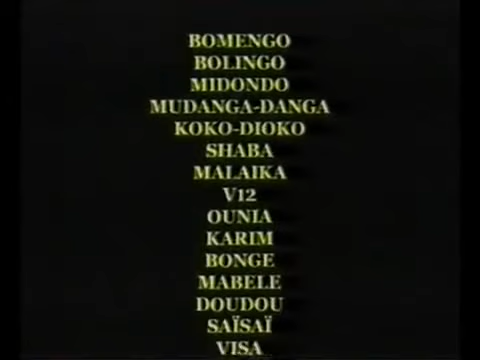 BOMENGO
BOLINGO
MIDONDO
MUDANGA-DANGA
KOKO-DIOKO
SHABA
MALAIKA
V12
OUNIA
KARIM
BONGE
MABELE
DOUDOU
SAÏSAÏ
VISA